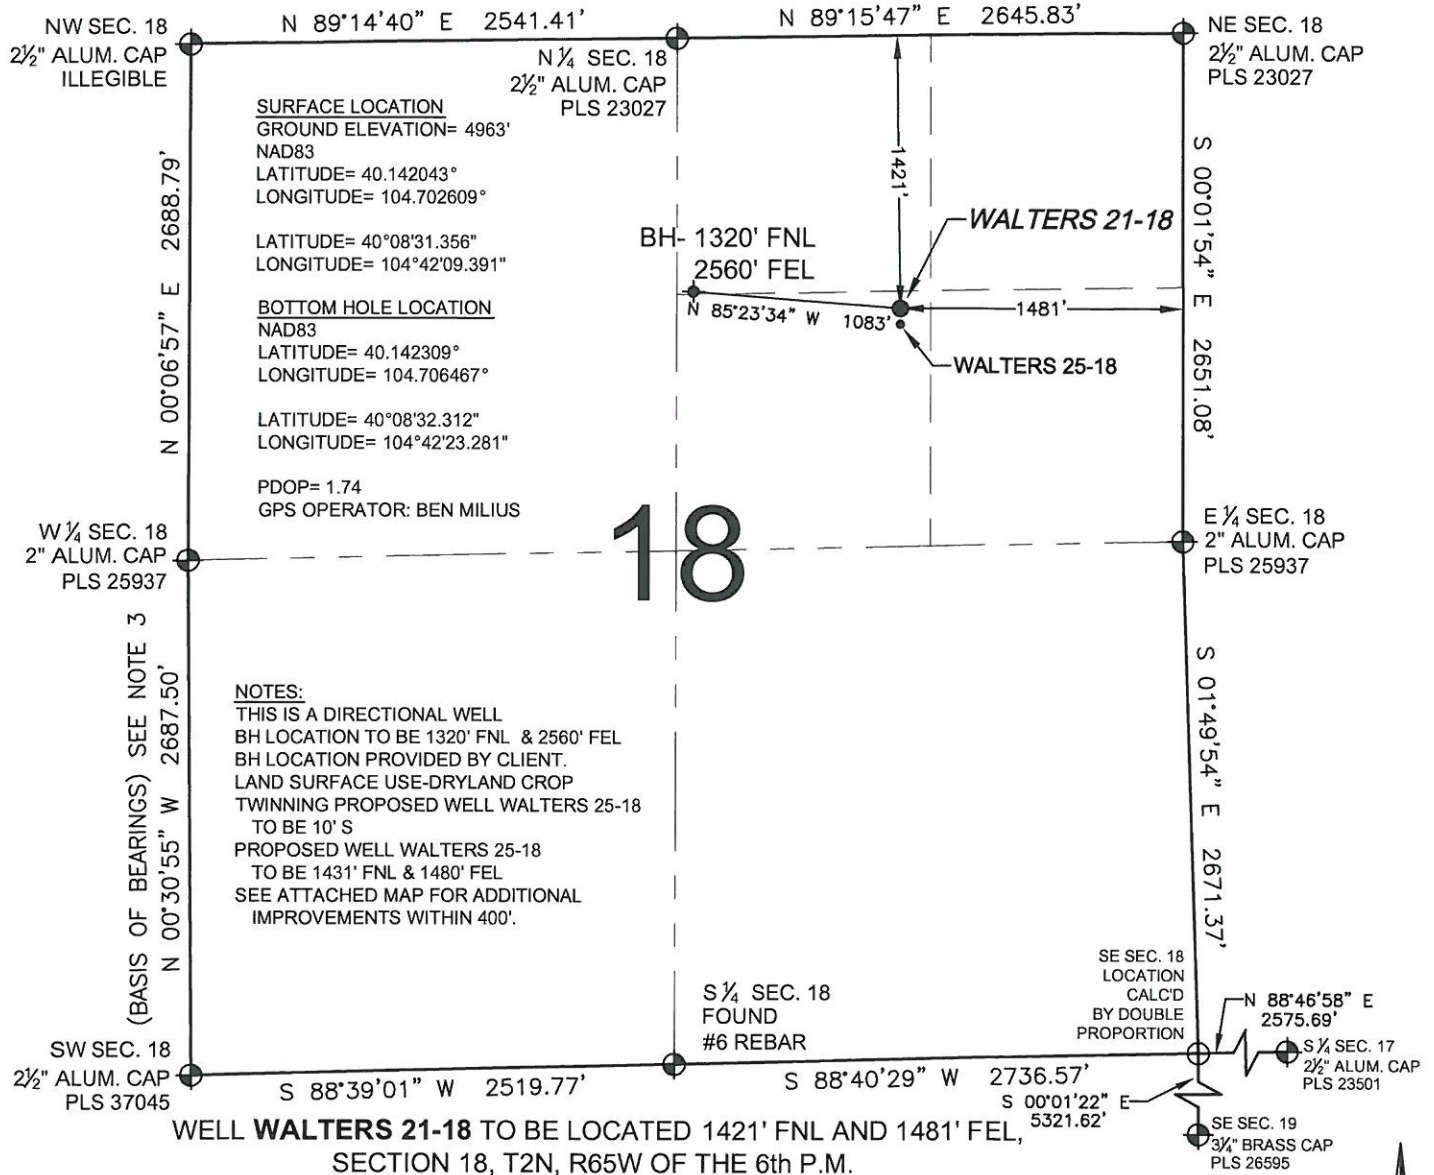 N 89°14'40" E 2541.41'
N 89°15'47" E 2645.83'
NW SEC. 18
2½" ALUM. CAP
ILLEGIBLE
N ¼ SEC. 18
2½" ALUM. CAP
PLS 23027
NE SEC. 18
2½" ALUM. CAP
PLS 23027
SURFACE LOCATION
GROUND ELEVATION= 4963'
NAD83
LATITUDE= 40.142043°
LONGITUDE= 104.702609°
LATITUDE= 40°08'31.356"
LONGITUDE= 104°42'09.391"
BOTTOM HOLE LOCATION
NAD83
LATITUDE= 40.142309°
LONGITUDE= 104.706467°
LATITUDE= 40°08'32.312"
LONGITUDE= 104°42'23.281"
PDOP= 1.74
GPS OPERATOR: BEN MILIUS
N 00°06'57" E 2688.79'
1421'
WALTERS 21-18
BH- 1320' FNL
2560' FEL
N 85°23'34" W 1083'
1481'
WALTERS 25-18
S 00°01'54" E 2651.08'
18
W ¼ SEC. 18
2" ALUM. CAP
PLS 25937
E ¼ SEC. 18
2" ALUM. CAP
PLS 25937
(BASIS OF BEARINGS) SEE NOTE 3
N 00°30'55" W 2687.50'
NOTES:
THIS IS A DIRECTIONAL WELL
BH LOCATION TO BE 1320' FNL & 2560' FEL
BH LOCATION PROVIDED BY CLIENT.
LAND SURFACE USE-DRYLAND CROP
TWINNING PROPOSED WELL WALTERS 25-18
TO BE 10' S
PROPOSED WELL WALTERS 25-18
TO BE 1431' FNL & 1480' FEL
SEE ATTACHED MAP FOR ADDITIONAL
IMPROVEMENTS WITHIN 400'.
S 01°49'54" E 2671.37'
SE SEC. 18
LOCATION
CALC'D
BY DOUBLE
PROPORTION
N 88°46'58" E
2575.69'
S ¼ SEC. 18
FOUND
#6 REBAR
S ¼ SEC. 17
2½" ALUM. CAP
PLS 23501
SW SEC. 18
2½" ALUM. CAP
PLS 37045
S 88°39'01" W 2519.77'
S 88°40'29" W 2736.57'
S 00°01'22" E
5321.62'
SE SEC. 19
3¼" BRASS CAP
PLS 26595
WELL WALTERS 21-18 TO BE LOCATED 1421' FNL AND 1481' FEL,
SECTION 18, T2N, R65W OF THE 6th P.M.